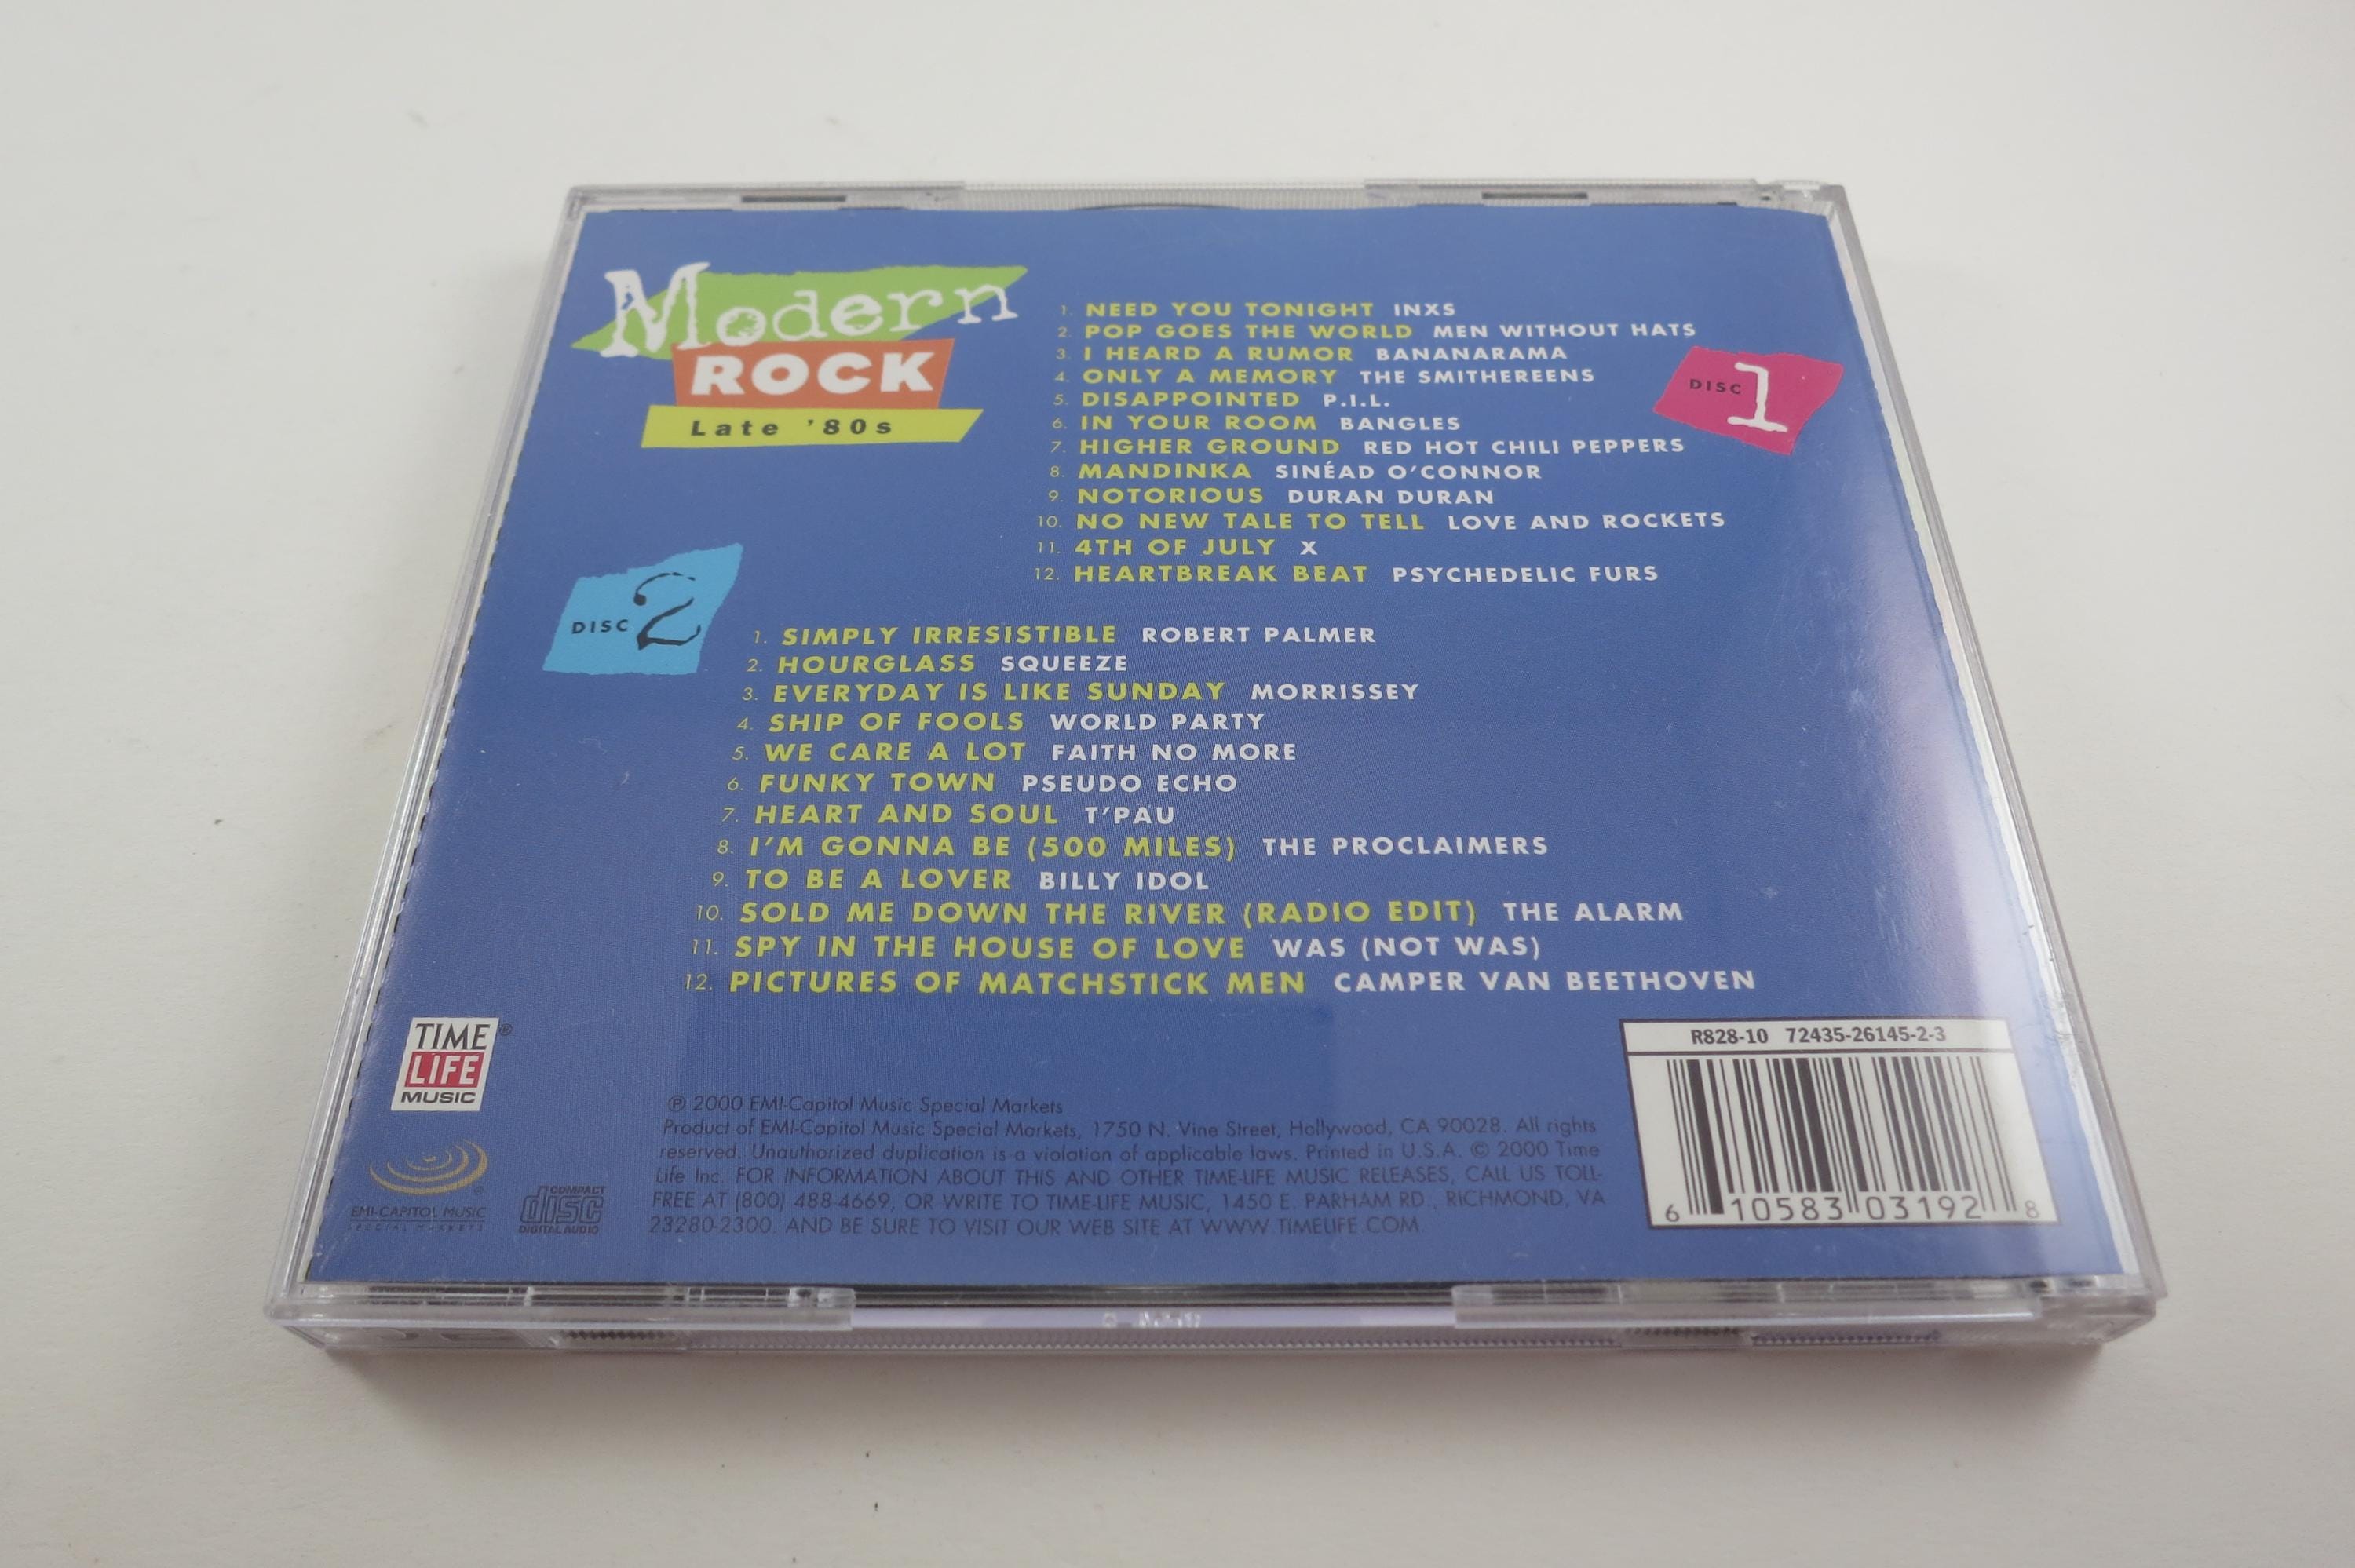 Modern
ROCK
Late '80s
DISC 1
1. NEED YOU TONIGHT INXS
2. POP GOES THE WORLD MEN WITHOUT HATS
3. I HEARD A RUMOR BANANARAMA
4. ONLY A MEMORY THE SMITHEREENS
5. DISAPPOINTED P.I.L.
6. IN YOUR ROOM BANGLES
7. HIGHER GROUND RED HOT CHILI PEPPERS
8. MANDINKA SINÉAD O'CONNOR
9. NOTORIOUS DURAN DURAN
10. NO NEW TALE TO TELL LOVE AND ROCKETS
11. 4TH OF JULY X
12. HEARTBREAK BEAT PSYCHEDELIC FURS
DISC 2
1. SIMPLY IRRESISTIBLE ROBERT PALMER
2. HOURGLASS SQUEEZE
3. EVERYDAY IS LIKE SUNDAY MORRISSEY
4. SHIP OF FOOLS WORLD PARTY
5. WE CARE A LOT FAITH NO MORE
6. FUNKY TOWN PSEUDO ECHO
7. HEART AND SOUL T'PAU
8. I'M GONNA BE (500 MILES) THE PROCLAIMERS
9. TO BE A LOVER BILLY IDOL
10. SOLD ME DOWN THE RIVER (RADIO EDIT) THE ALARM
11. SPY IN THE HOUSE OF LOVE WAS (NOT WAS)
12. PICTURES OF MATCHSTICK MEN CAMPER VAN BEETHOVEN
TIME ®
LIFE
MUSIC
EMI-CAPITOL MUSIC
SPECIAL MARKETS
COMPACT
disc
DIGITAL AUDIO
℗ 2000 EMI-Capitol Music Special Markets
Product of EMI-Capitol Music Special Markets, 1750 N. Vine Street, Hollywood, CA 90028. All rights
reserved. Unauthorized duplication is a violation of applicable laws. Printed in U.S.A. © 2000 Time
Life Inc. FOR INFORMATION ABOUT THIS AND OTHER TIME-LIFE MUSIC RELEASES, CALL US TOLL-
FREE AT (800) 488-4669, OR WRITE TO TIME-LIFE MUSIC, 1450 E. PARHAM RD., RICHMOND, VA
23280-2300. AND BE SURE TO VISIT OUR WEB SITE AT WWW.TIMELIFE.COM.
R828-10 72435-26145-2-3
6 10583 03192 8